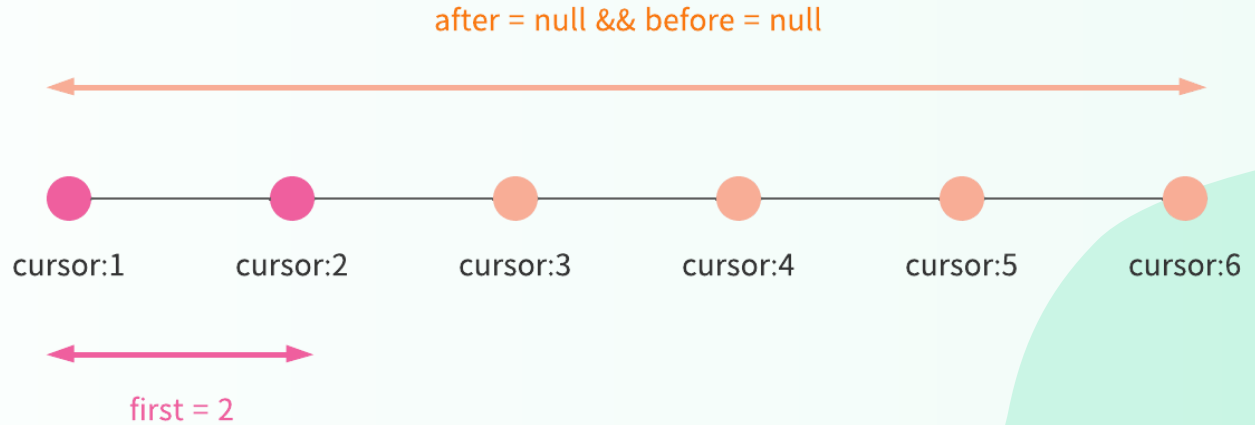 after = null && before = null
cursor:1 cursor:2 cursor:3 cursor:4 cursor:5 cursor:6
first = 2